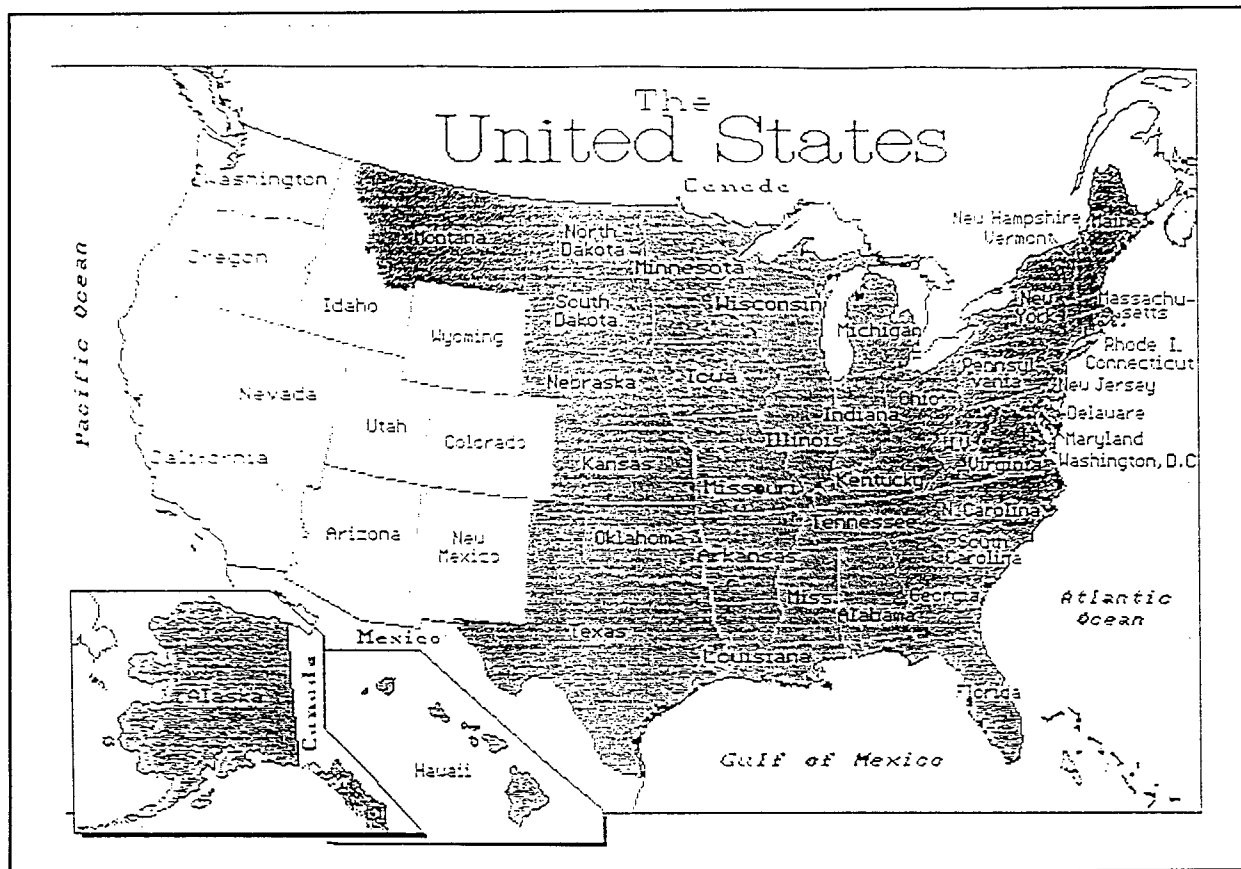 The
United States
Canada
Washington
Montana
North
Dakota
Minnesota
New Hampshire
Vermont
Maine
Oregon
Idaho
Wyoming
South
Dakota
Wisconsin
Michigan
New
York
Massachu-
setts
Rhode I.
Connecticut
Pacific Ocean
Nevada
Utah
Colorado
Nebraska
Iowa
Illinois
Indiana
Ohio
Pennsyl
vania
New Jersey
Delaware
Maryland
Washington, D.C
California
Kansas
Missouri
Kentucky
Virginia
Arizona
New
Mexico
Oklahoma
Arkansas
Tennessee
N.Carolina
South
Carolina
Miss.
Alabama
Georgia
Atlantic
Ocean
Mexico
Texas
Louisiana
Florida
Alaska
Canada
Hawaii
Gulf of Mexico